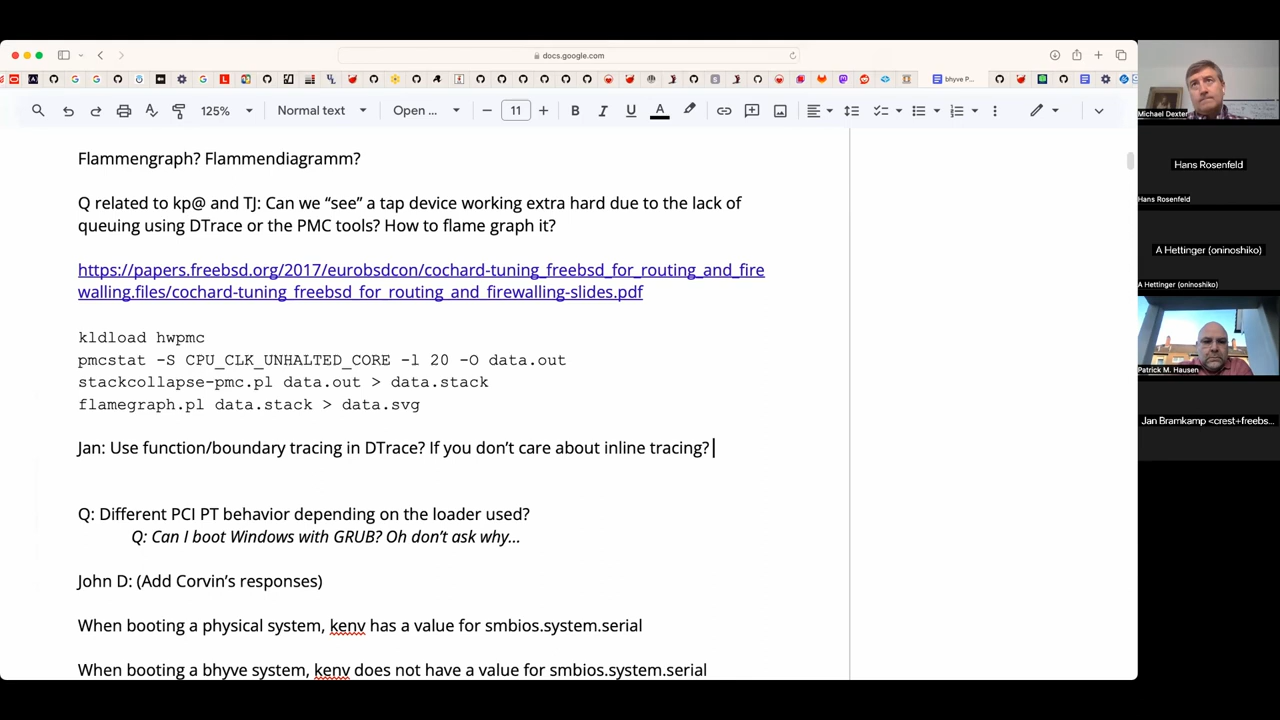 docs.google.com
bhyve P...
125%
Normal text
Open ...
11
Flammengraph? Flammendiagramm?
Q related to kp@ and TJ: Can we “see” a tap device working extra hard due to the lack of
queuing using DTrace or the PMC tools? How to flame graph it?
https://papers.freebsd.org/2017/eurobsdcon/cochard-tuning_freebsd_for_routing_and_fire
walling.files/cochard-tuning_freebsd_for_routing_and_firewalling-slides.pdf
kldload hwpmc
pmcstat -S CPU_CLK_UNHALTED_CORE -l 20 -O data.out
stackcollapse-pmc.pl data.out > data.stack
flamegraph.pl data.stack > data.svg
Jan: Use function/boundary tracing in DTrace? If you don’t care about inline tracing?
Q: Different PCI PT behavior depending on the loader used?
Q: Can I boot Windows with GRUB? Oh don’t ask why...
John D: (Add Corvin’s responses)
When booting a physical system, kenv has a value for smbios.system.serial
When booting a bhyve system, kenv does not have a value for smbios.system.serial
Michael Dexter
Hans Rosenfeld
Hans Rosenfeld
A Hettinger (oninoshiko)
A Hettinger (oninoshiko)
Patrick M. Hausen
Jan Bramkamp <crest+freebs...